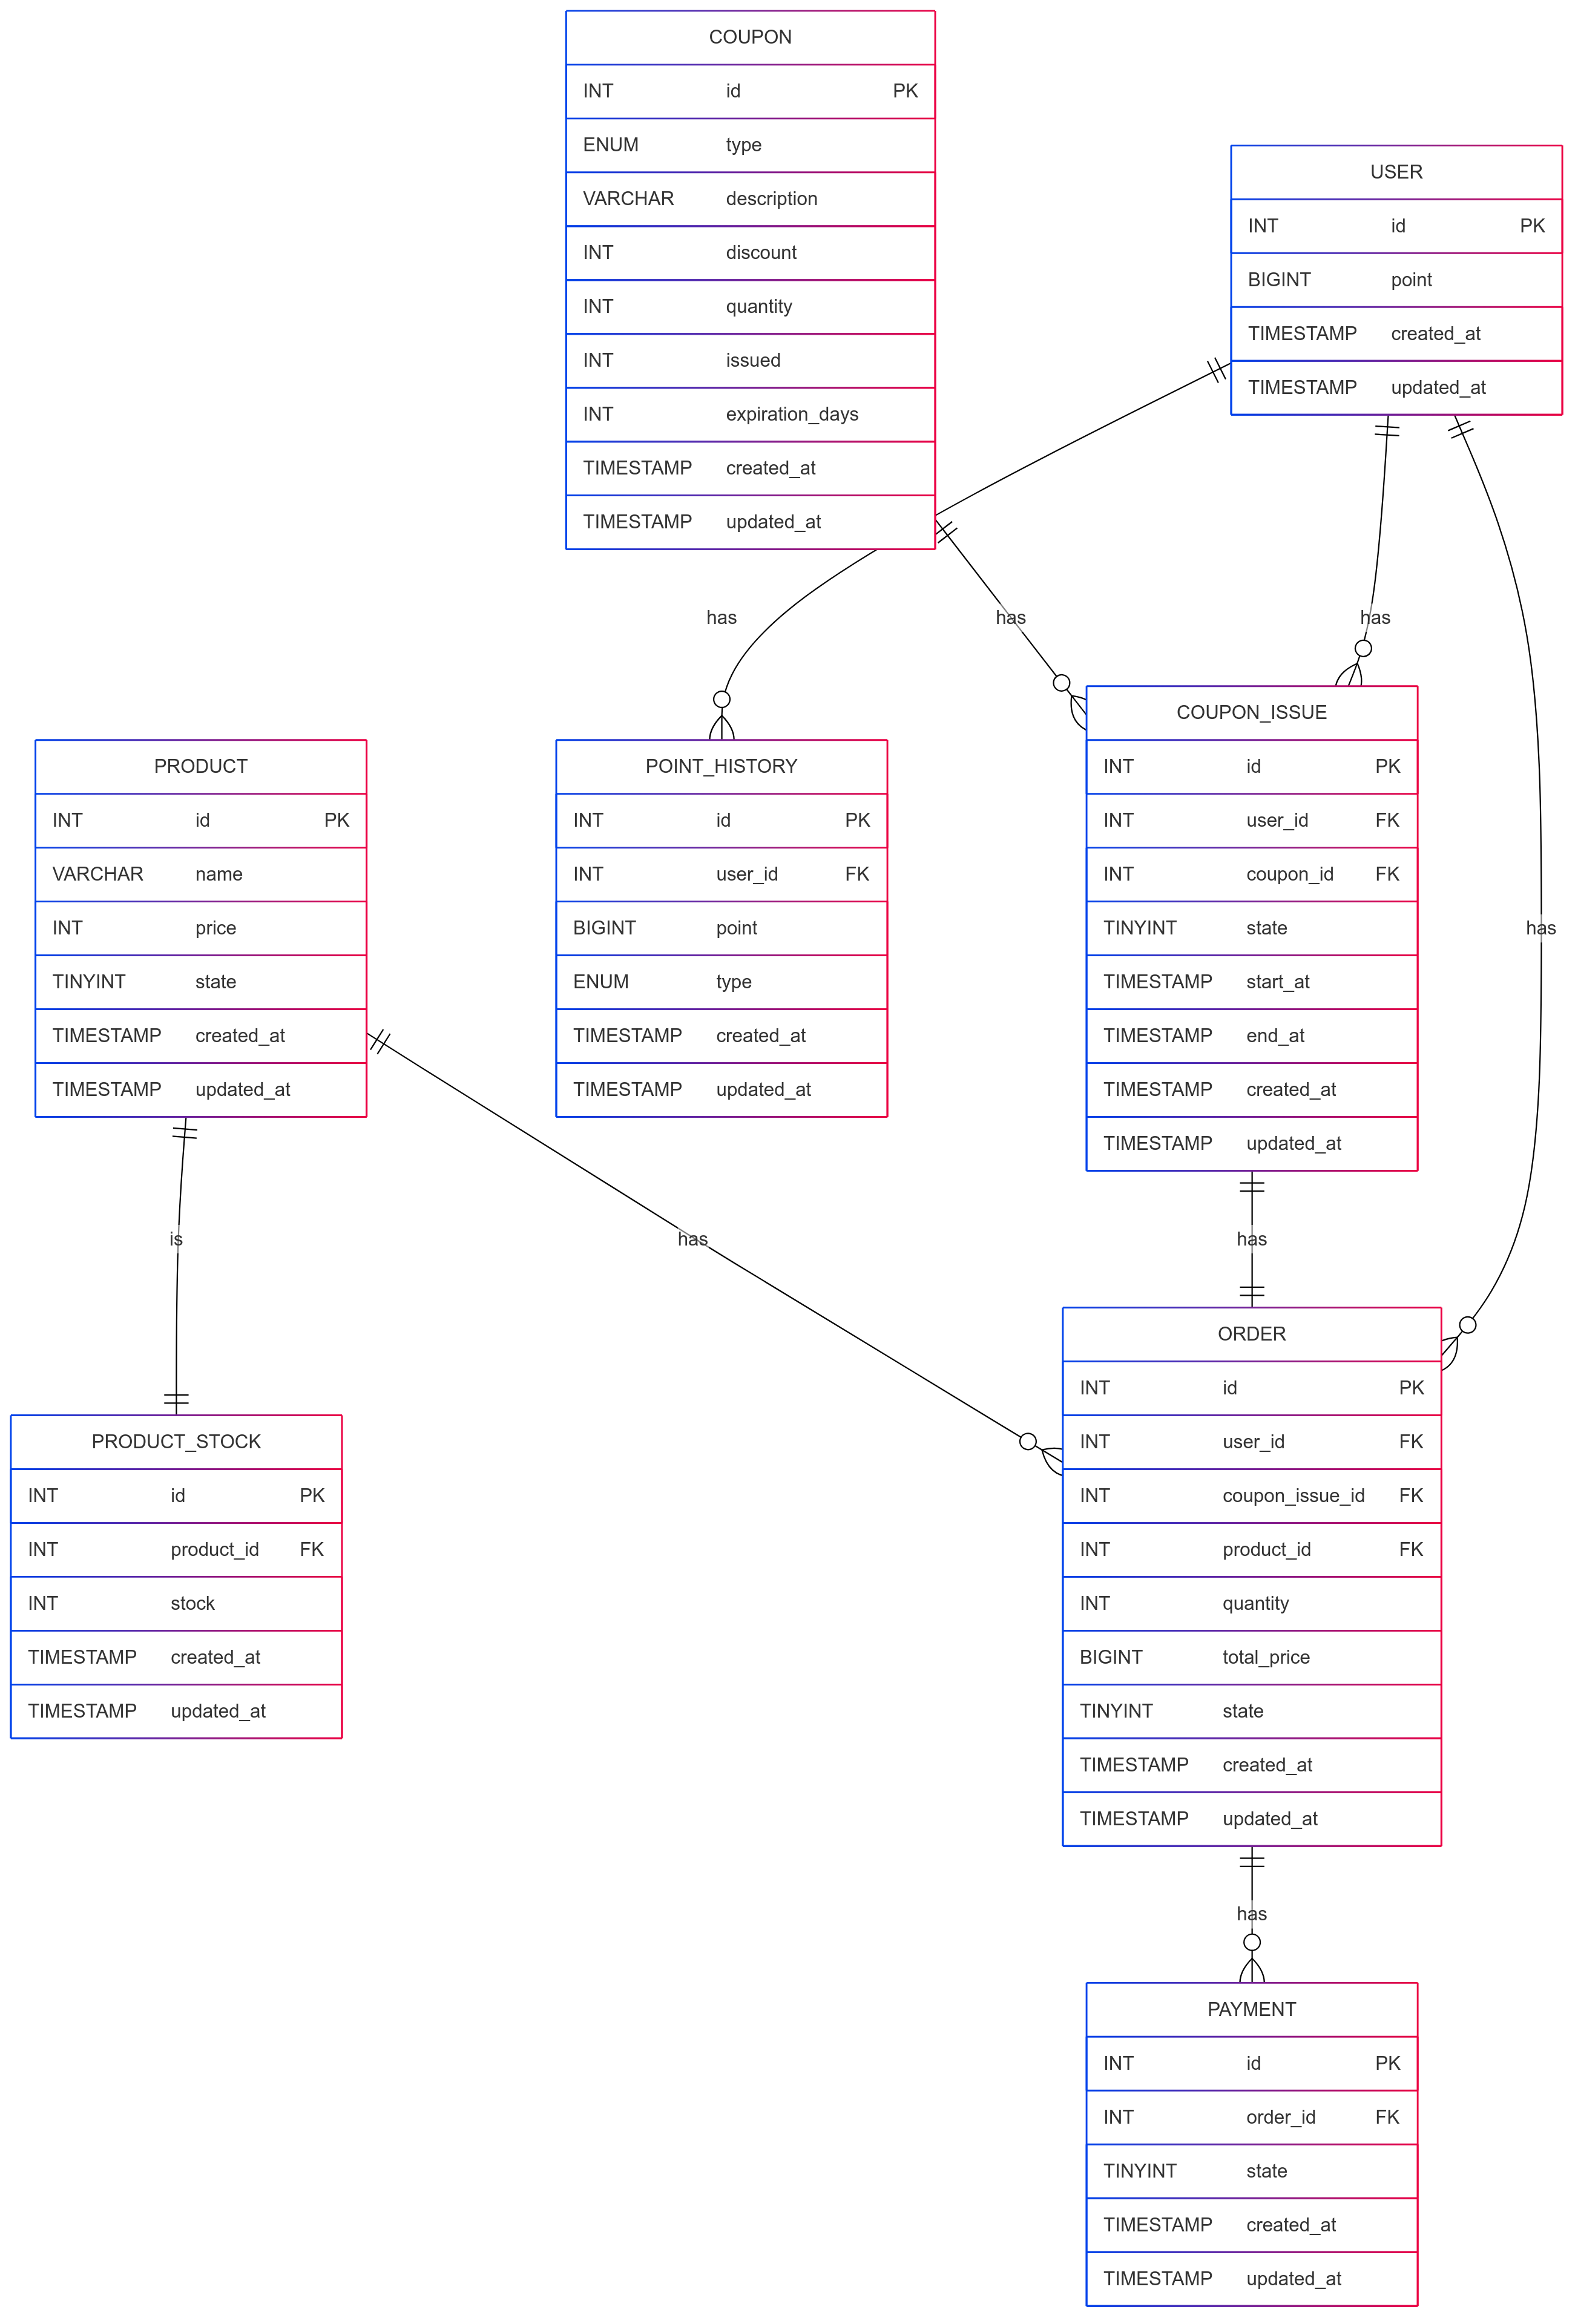 COUPON
INT id PK
ENUM type
VARCHAR description
INT discount
INT quantity
INT issued
INT expiration_days
TIMESTAMP created_at
TIMESTAMP updated_at
USER
INT id PK
BIGINT point
TIMESTAMP created_at
TIMESTAMP updated_at
has
has
has
COUPON_ISSUE
INT id PK
INT user_id FK
INT coupon_id FK
TINYINT state
TIMESTAMP start_at
TIMESTAMP end_at
TIMESTAMP created_at
TIMESTAMP updated_at
PRODUCT
INT id PK
VARCHAR name
INT price
TINYINT state
TIMESTAMP created_at
TIMESTAMP updated_at
POINT_HISTORY
INT id PK
INT user_id FK
BIGINT point
ENUM type
TIMESTAMP created_at
TIMESTAMP updated_at
has
is
has
has
ORDER
INT id PK
INT user_id FK
INT coupon_issue_id FK
INT product_id FK
INT quantity
BIGINT total_price
TINYINT state
TIMESTAMP created_at
TIMESTAMP updated_at
PRODUCT_STOCK
INT id PK
INT product_id FK
INT stock
TIMESTAMP created_at
TIMESTAMP updated_at
has
PAYMENT
INT id PK
INT order_id FK
TINYINT state
TIMESTAMP created_at
TIMESTAMP updated_at